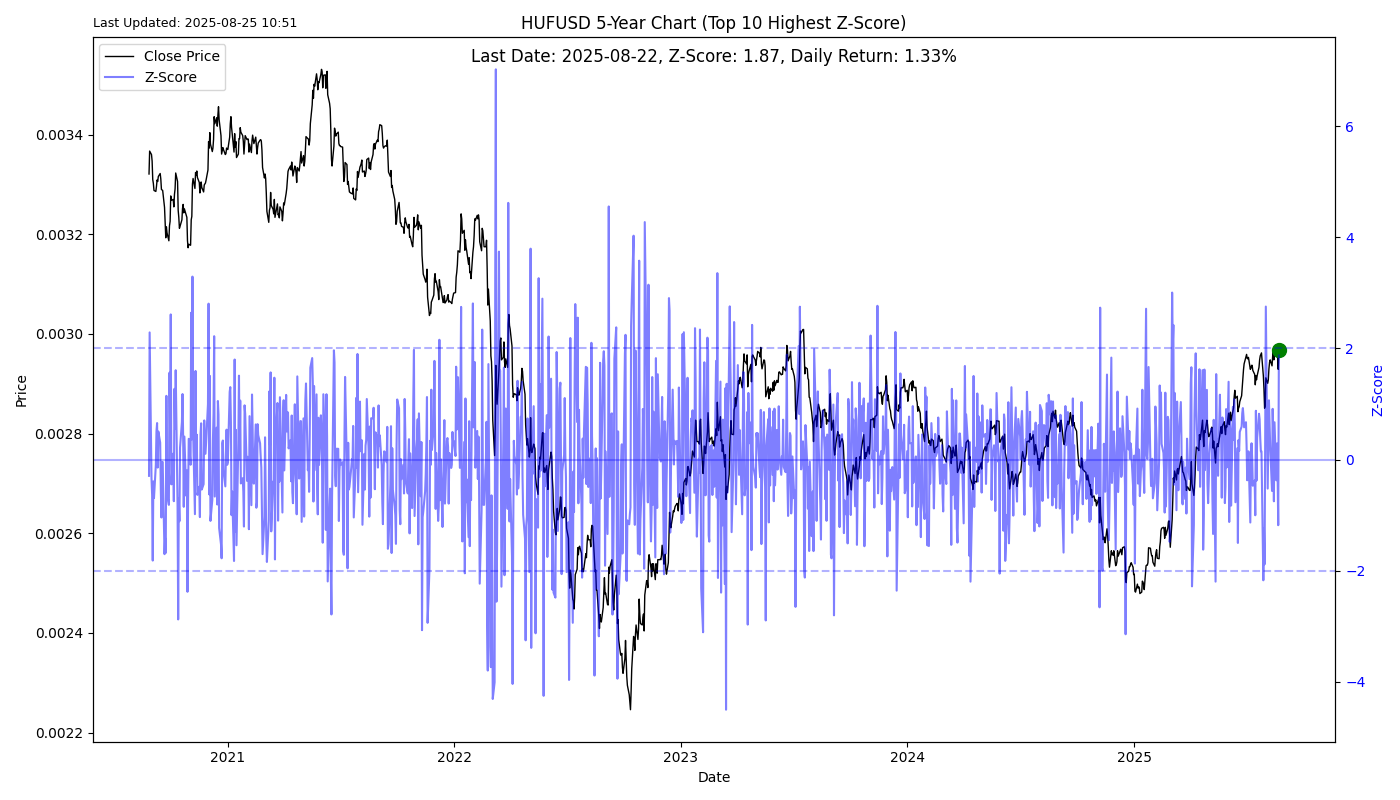 Last Updated: 2025-08-25 10:51
HUFUSD 5-Year Chart (Top 10 Highest Z-Score)
Last Date: 2025-08-22, Z-Score: 1.87, Daily Return: 1.33%
Close Price
Z-Score
0.0034
0.0032
0.0030
0.0028
0.0026
0.0024
0.0022
Price
6
4
2
0
−2
−4
Z-Score
2021
2022
2023
2024
2025
Date